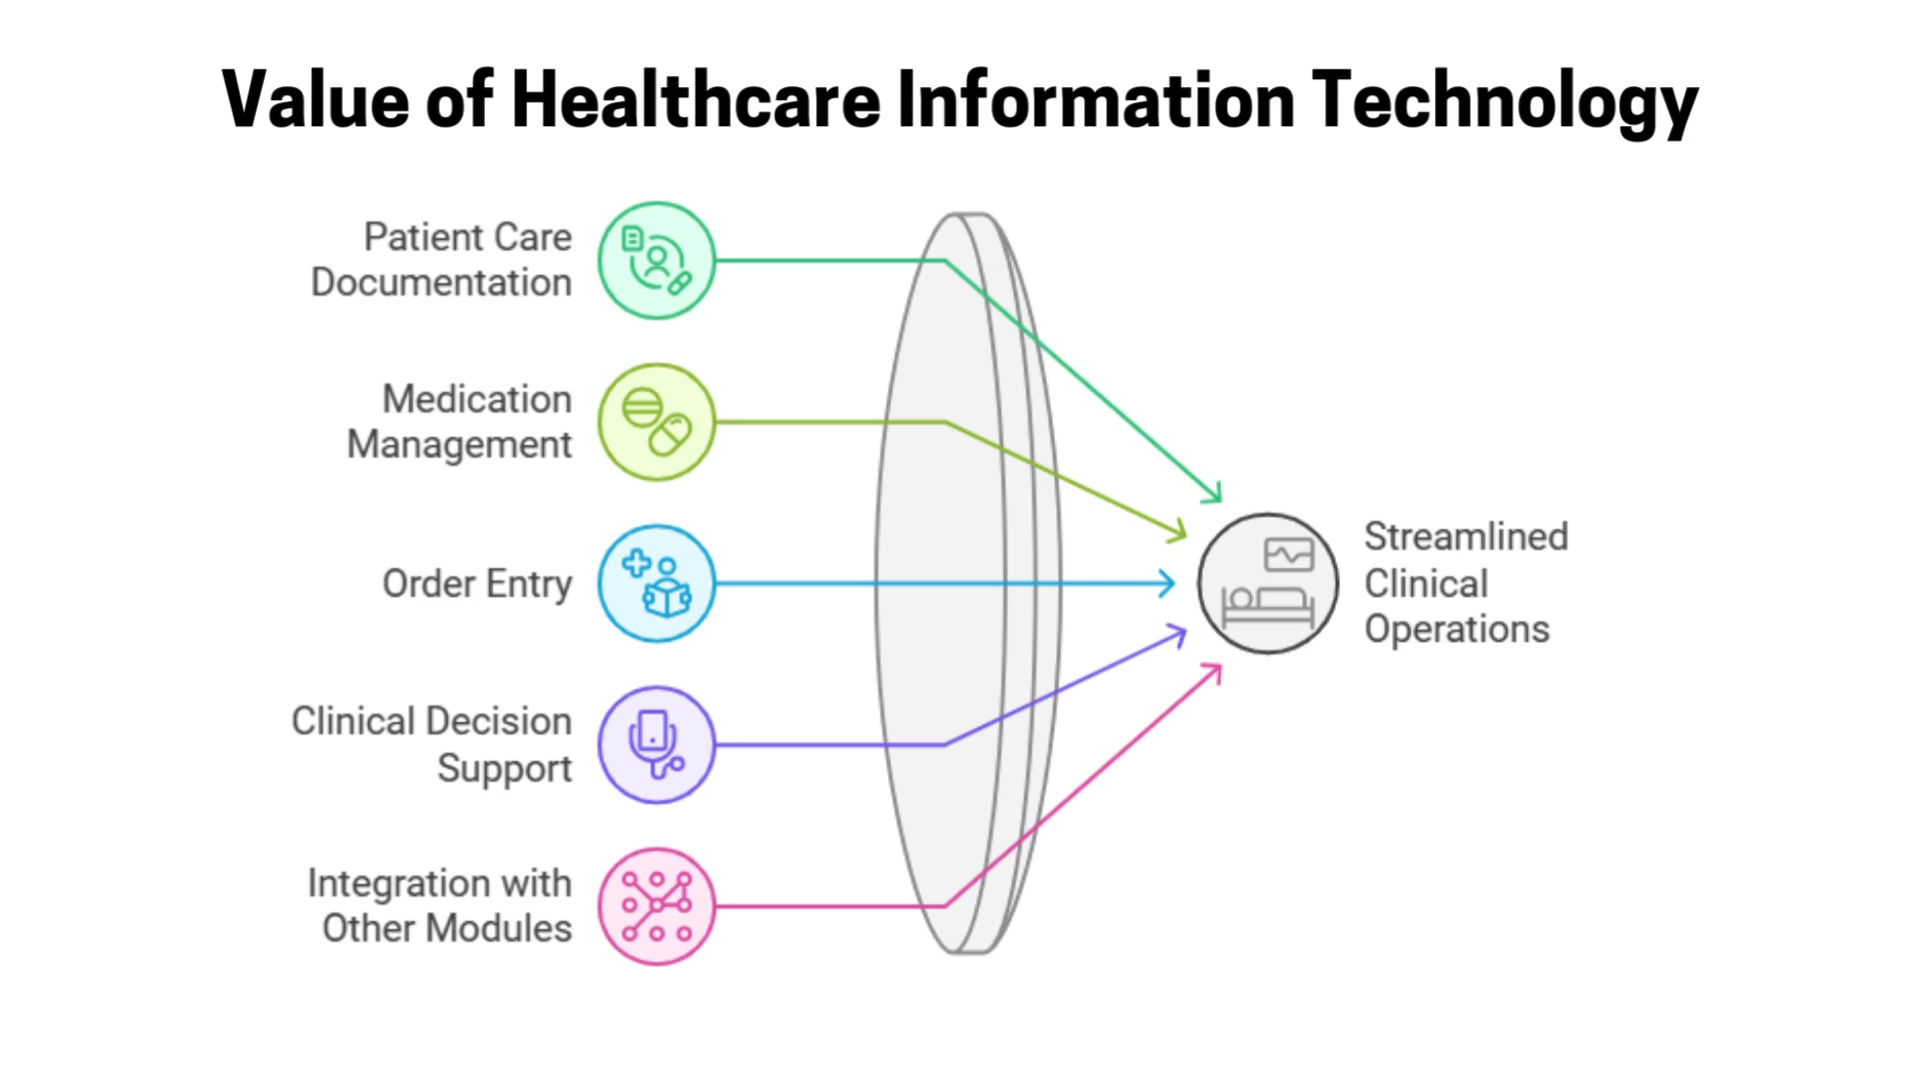 Value of Healthcare Information Technology
Patient Care
Documentation
Medication
Management
Order Entry
Clinical Decision
Support
Integration with
Other Modules
Streamlined
Clinical
Operations